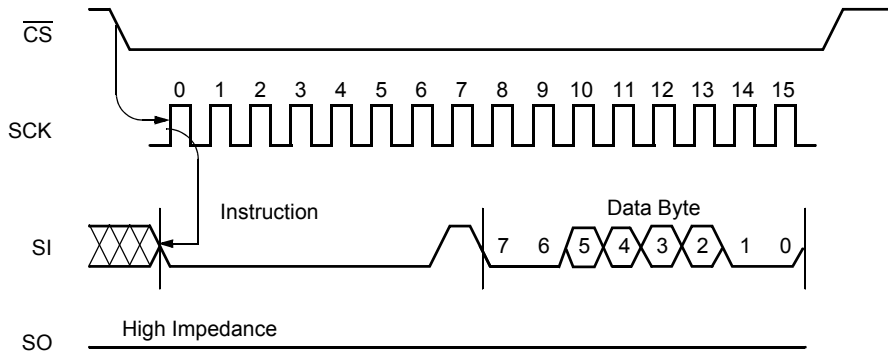 CS
0 1 2 3 4 5 6 7 8 9 10 11 12 13 14 15
SCK
Instruction
Data Byte
SI
7 6 5 4 3 2 1 0
High Impedance
SO